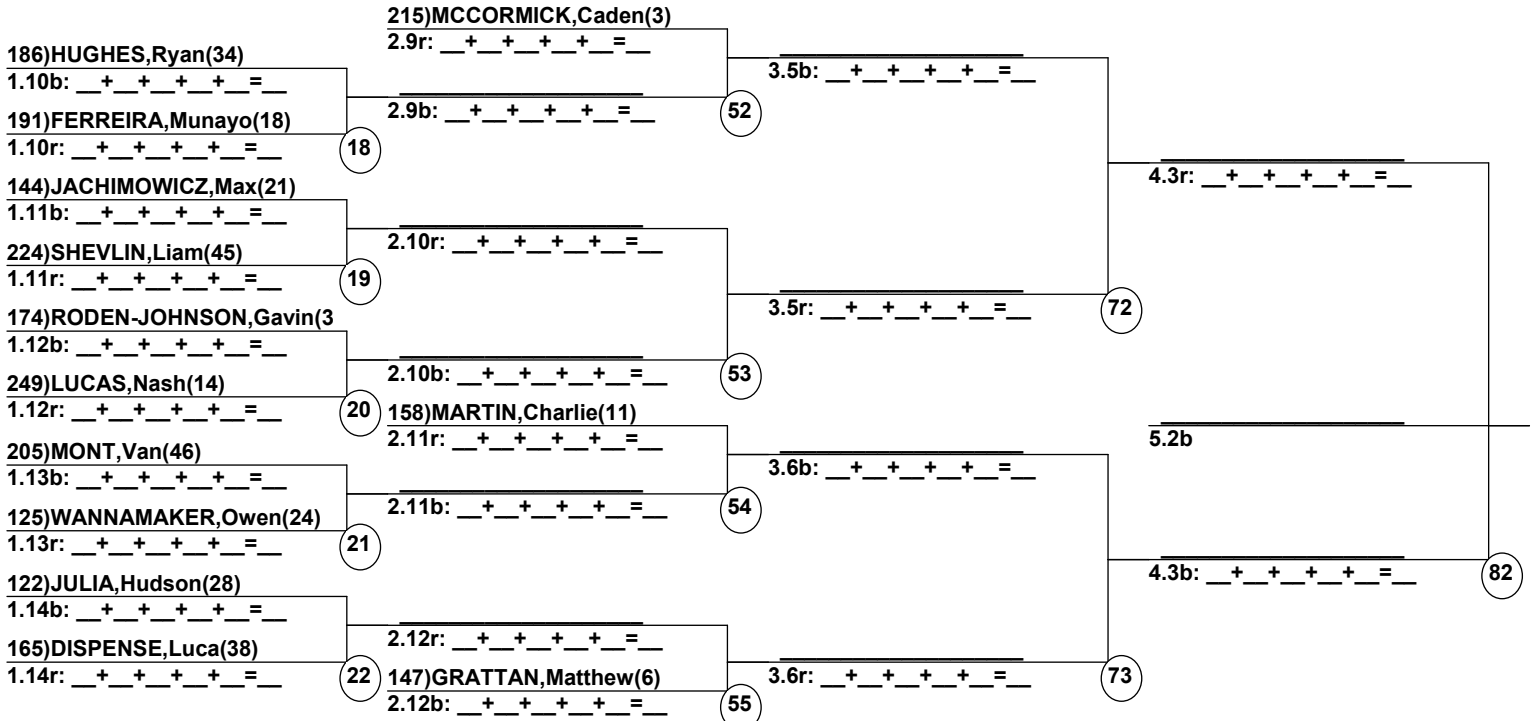 215)MCCORMICK,Caden(3)
2.9r: __+__+__+__+__=__
186)HUGHES,Ryan(34)
1.10b: __+__+__+__+__=__
3.5b: __+__+__+__+__=__
2.9b: __+__+__+__+__=__
52
191)FERREIRA,Munayo(18)
1.10r: __+__+__+__+__=__
18
4.3r: __+__+__+__+__=__
144)JACHIMOWICZ,Max(21)
1.11b: __+__+__+__+__=__
2.10r: __+__+__+__+__=__
224)SHEVLIN,Liam(45)
1.11r: __+__+__+__+__=__
19
3.5r: __+__+__+__+__=__
72
174)RODEN-JOHNSON,Gavin(3
1.12b: __+__+__+__+__=__
2.10b: __+__+__+__+__=__
53
249)LUCAS,Nash(14)
1.12r: __+__+__+__+__=__
20
158)MARTIN,Charlie(11)
2.11r: __+__+__+__+__=__
5.2b
205)MONT,Van(46)
1.13b: __+__+__+__+__=__
3.6b: __+__+__+__+__=__
2.11b: __+__+__+__+__=__
54
125)WANNAMAKER,Owen(24)
1.13r: __+__+__+__+__=__
21
4.3b: __+__+__+__+__=__
82
122)JULIA,Hudson(28)
1.14b: __+__+__+__+__=__
2.12r: __+__+__+__+__=__
165)DISPENSE,Luca(38)
1.14r: __+__+__+__+__=__
22
147)GRATTAN,Matthew(6)
2.12b: __+__+__+__+__=__
55
3.6r: __+__+__+__+__=__
73